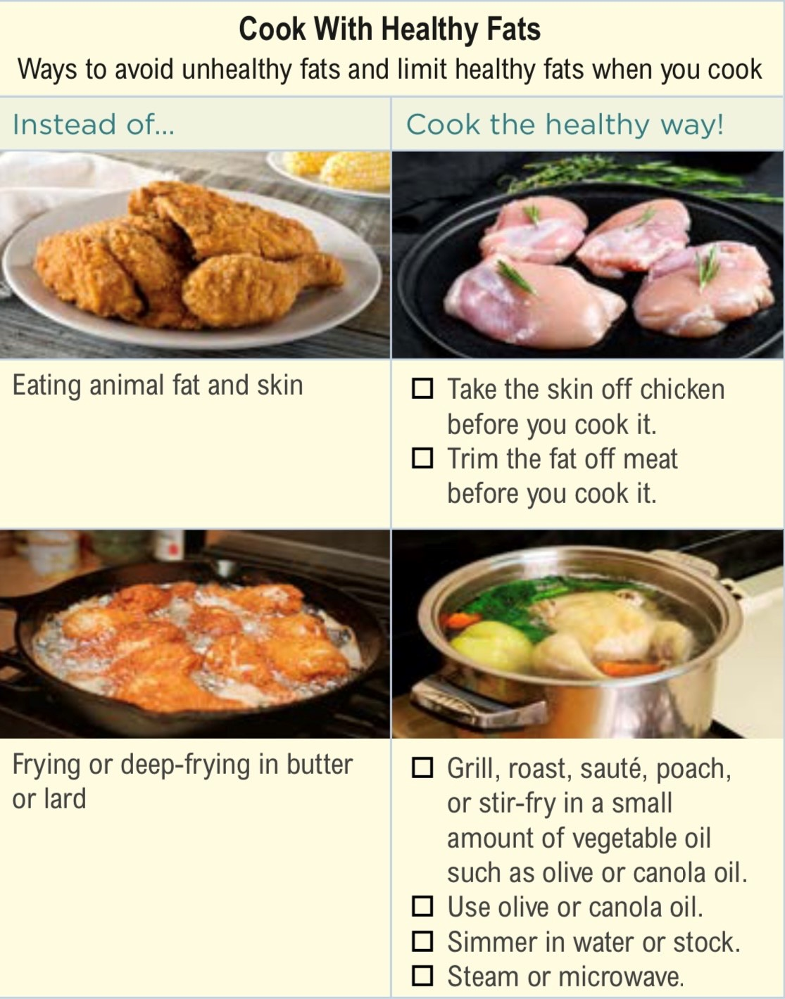 Cook With Healthy Fats
Ways to avoid unhealthy fats and limit healthy fats when you cook
Instead of...
Cook the healthy way!
Eating animal fat and skin
☐ Take the skin off chicken
before you cook it.
☐ Trim the fat off meat
before you cook it.
Frying or deep-frying in butter
or lard
☐ Grill, roast, sauté, poach,
or stir-fry in a small
amount of vegetable oil
such as olive or canola oil.
☐ Use olive or canola oil.
☐ Simmer in water or stock.
☐ Steam or microwave.